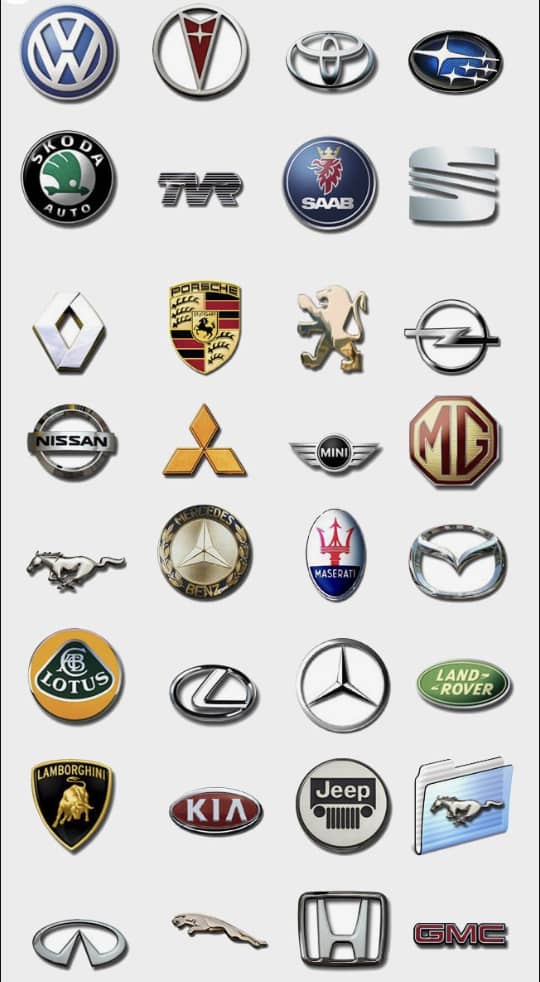 VW
SKODA
AUTO
TVR
SAAB
S
PORSCHE
STUTTGART
NISSAN
MINI
MG
MERCEDES
BENZ
MASERATI
LOTUS
L
LAND-
-ROVER
LAMBORGHINI
KIA
Jeep
H
GMC